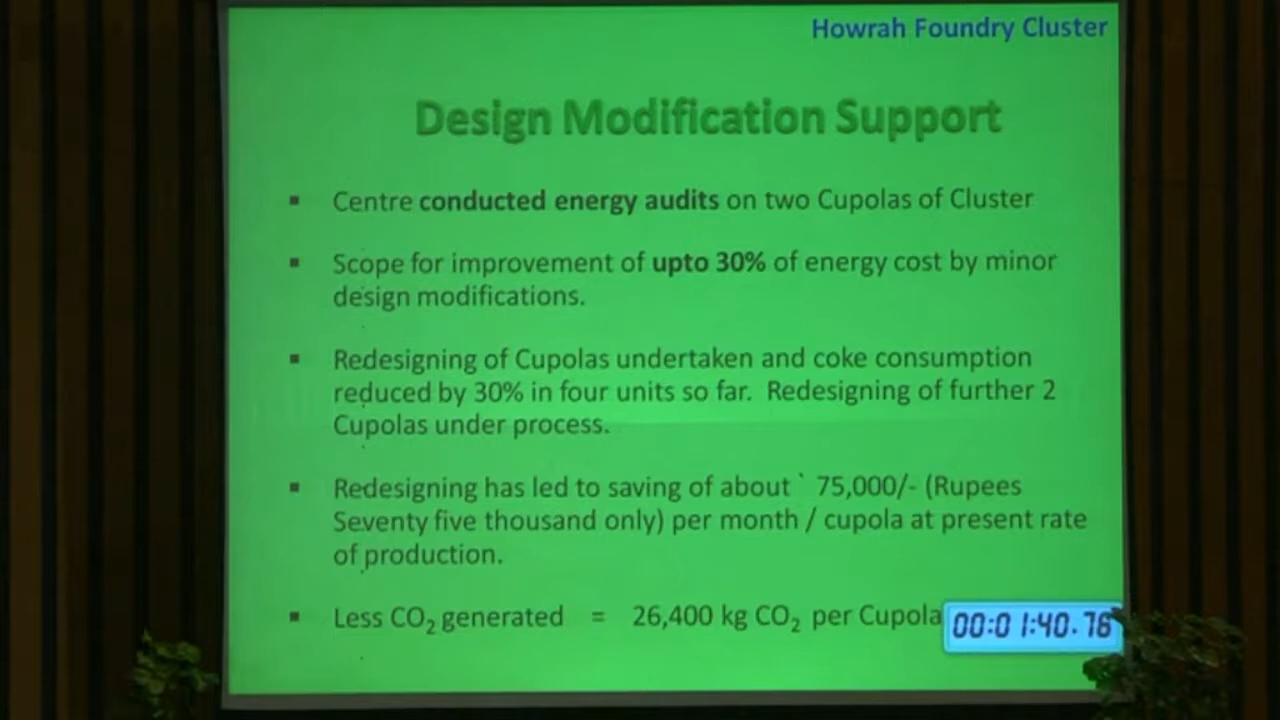 Howrah Foundry Cluster
Design Modification Support
▪ Centre conducted energy audits on two Cupolas of Cluster
▪ Scope for improvement of upto 30% of energy cost by minor
design modifications.
▪ Redesigning of Cupolas undertaken and coke consumption
reduced by 30% in four units so far. Redesigning of further 2
Cupolas under process.
▪ Redesigning has led to saving of about ` 75,000/- (Rupees
Seventy five thousand only) per month / cupola at present rate
of production.
▪ Less CO₂ generated = 26,400 kg CO₂ per Cupola
00:01:40.76